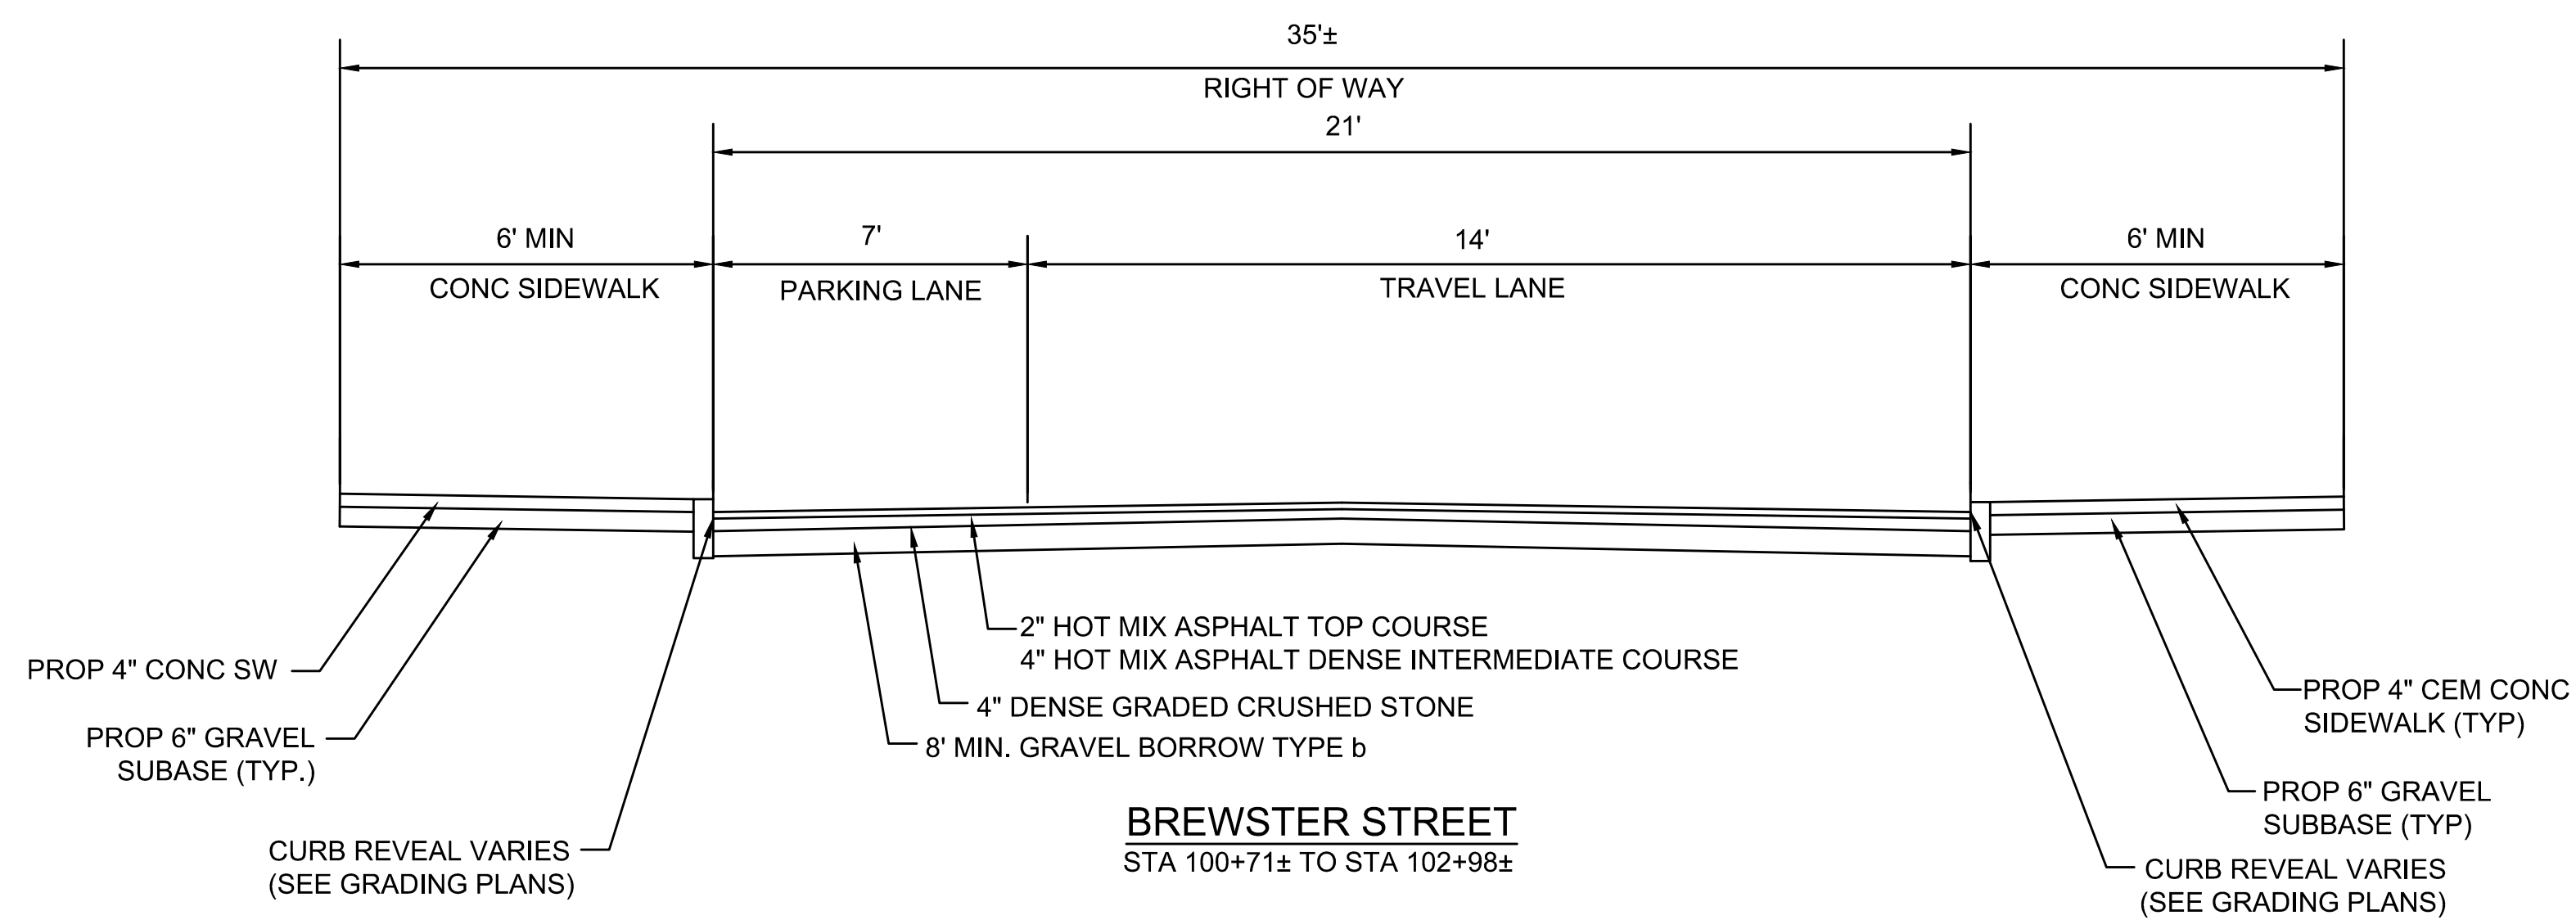 35'±
RIGHT OF WAY
21'
6' MIN
CONC SIDEWALK
7'
PARKING LANE
14'
TRAVEL LANE
6' MIN
CONC SIDEWALK
PROP 4" CONC SW
PROP 6" GRAVEL
SUBASE (TYP.)
CURB REVEAL VARIES
(SEE GRADING PLANS)
2" HOT MIX ASPHALT TOP COURSE
4" HOT MIX ASPHALT DENSE INTERMEDIATE COURSE
4" DENSE GRADED CRUSHED STONE
8' MIN. GRAVEL BORROW TYPE b
PROP 4" CEM CONC
SIDEWALK (TYP)
PROP 6" GRAVEL
SUBBASE (TYP)
CURB REVEAL VARIES
(SEE GRADING PLANS)
BREWSTER STREET
STA 100+71± TO STA 102+98±